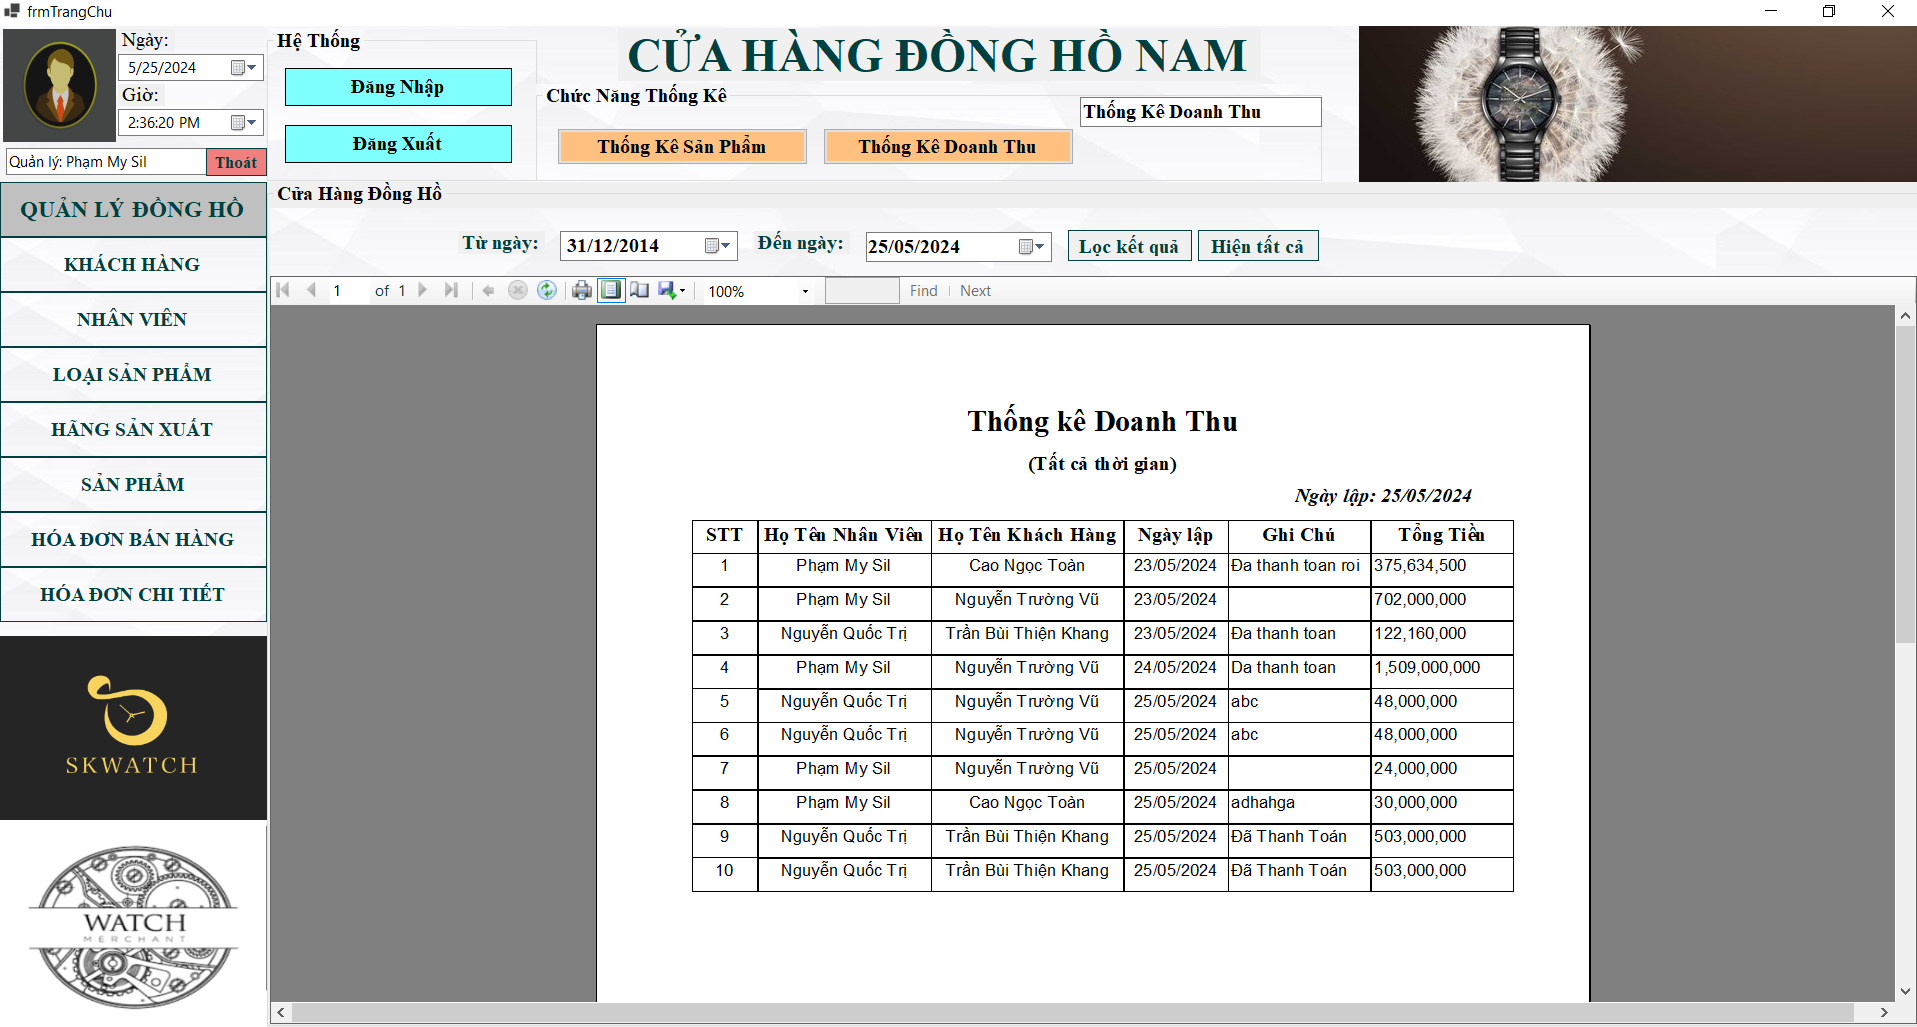 frmTrangChu
Ngày:
5/25/2024
Giờ:
2:36:20 PM
Quản lý: Phạm My Sil
Thoát
Hệ Thống
Đăng Nhập
Đăng Xuất
CỬA HÀNG ĐỒNG HỒ NAM
Chức Năng Thống Kê
Thống Kê Doanh Thu
Thống Kê Sản Phẩm
Thống Kê Doanh Thu
QUẢN LÝ ĐỒNG HỒ
KHÁCH HÀNG
NHÂN VIÊN
LOẠI SẢN PHẨM
HÃNG SẢN XUẤT
SẢN PHẨM
HÓA ĐƠN BÁN HÀNG
HÓA ĐƠN CHI TIẾT
SKWATCH
WATCH
MERCHANT
Cửa Hàng Đồng Hồ
Từ ngày: 31/12/2014 Đến ngày: 25/05/2024 Lọc kết quả Hiện tất cả
1 of 1 100% Find Next
Thống kê Doanh Thu
(Tất cả thời gian)
Ngày lập: 25/05/2024
STT Họ Tên Nhân Viên Họ Tên Khách Hàng Ngày lập Ghi Chú Tổng Tiền
1 Phạm My Sil Cao Ngọc Toàn 23/05/2024 Đa thanh toan roi 375,634,500
2 Phạm My Sil Nguyễn Trường Vũ 23/05/2024 702,000,000
3 Nguyễn Quốc Trị Trần Bùi Thiện Khang 23/05/2024 Đa thanh toan 122,160,000
4 Phạm My Sil Nguyễn Trường Vũ 24/05/2024 Da thanh toan 1,509,000,000
5 Nguyễn Quốc Trị Nguyễn Trường Vũ 25/05/2024 abc 48,000,000
6 Nguyễn Quốc Trị Nguyễn Trường Vũ 25/05/2024 abc 48,000,000
7 Phạm My Sil Nguyễn Trường Vũ 25/05/2024 24,000,000
8 Phạm My Sil Cao Ngọc Toàn 25/05/2024 adhahga 30,000,000
9 Nguyễn Quốc Trị Trần Bùi Thiện Khang 25/05/2024 Đã Thanh Toán 503,000,000
10 Nguyễn Quốc Trị Trần Bùi Thiện Khang 25/05/2024 Đã Thanh Toán 503,000,000